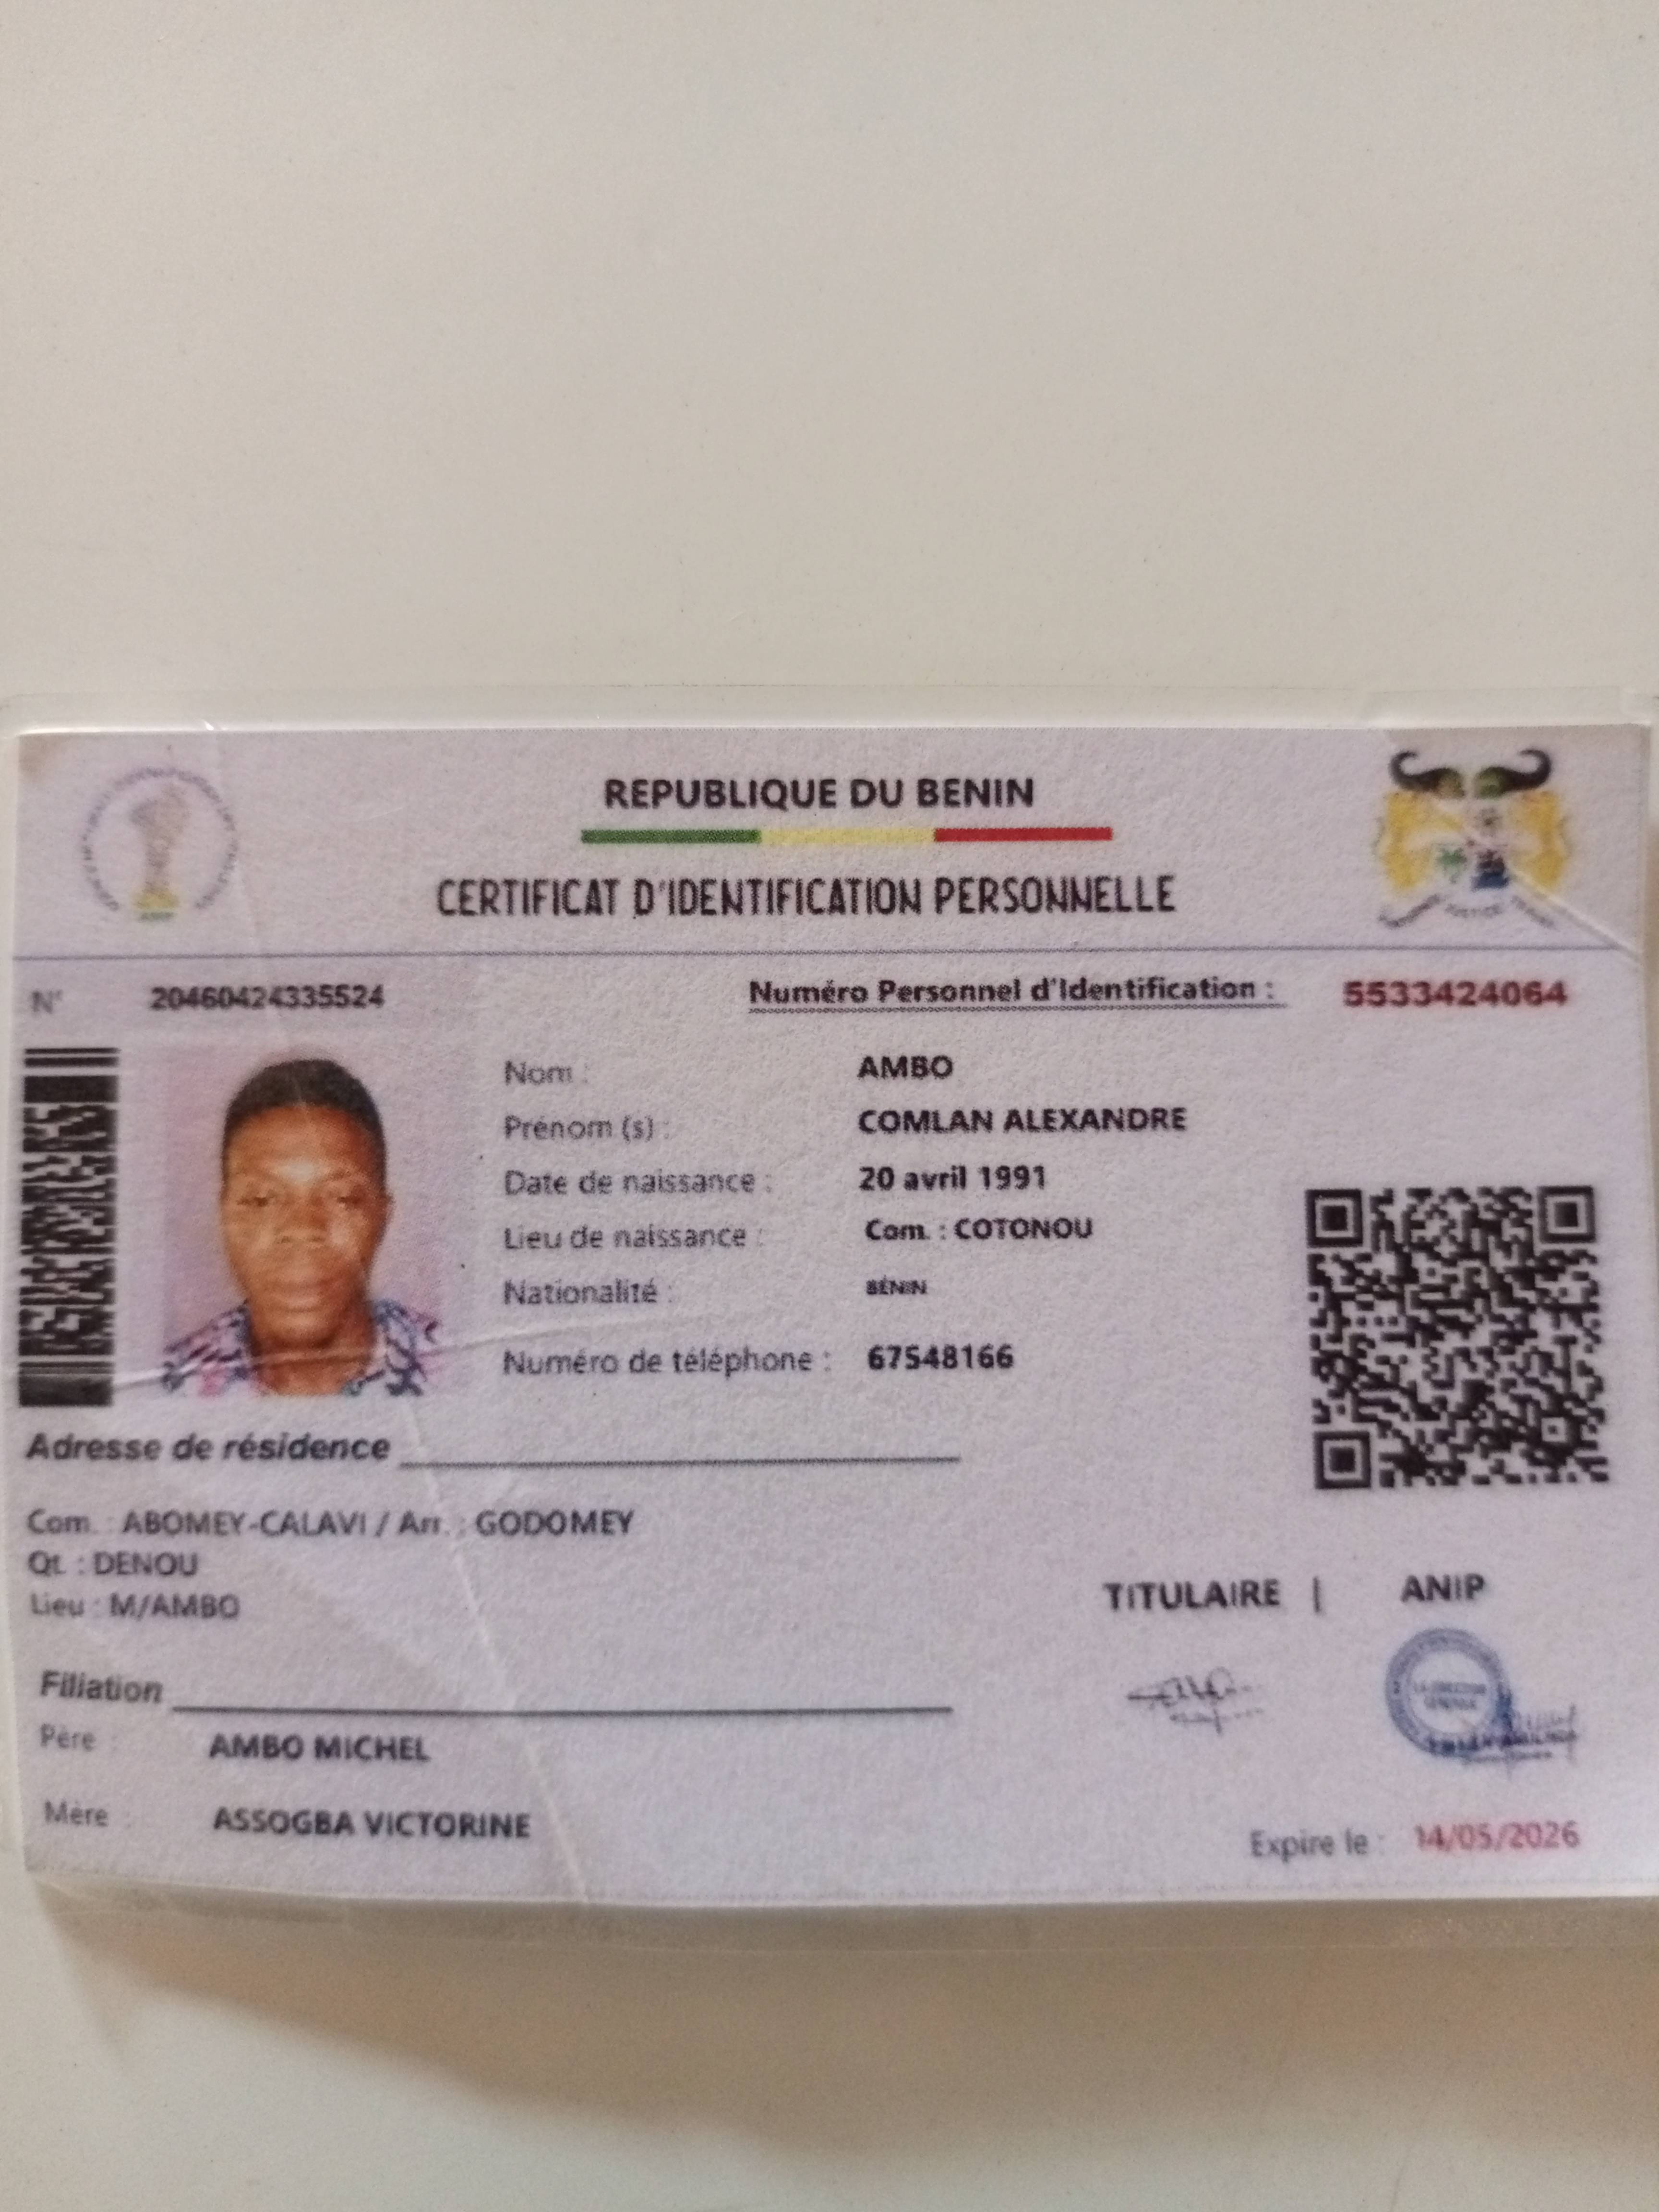 REPUBLIQUE DU BENIN
CERTIFICAT D'IDENTIFICATION PERSONNELLE
N° 20460424335524
Numéro Personnel d'Identification : 5533424064
Nom : AMBO
Prénom (s) : COMLAN ALEXANDRE
Date de naissance : 20 avril 1991
Lieu de naissance : Com. : COTONOU
Nationalité : BÉNIN
Numéro de téléphone : 67548166
Adresse de résidence
Com. : ABOMEY-CALAVI / Arr. : GODOMEY
Qt. : DENOU
Lieu : M/AMBO
TITULAIRE | ANIP
Filiation
Père : AMBO MICHEL
Mère : ASSOGBA VICTORINE
Expire le : 14/05/2026